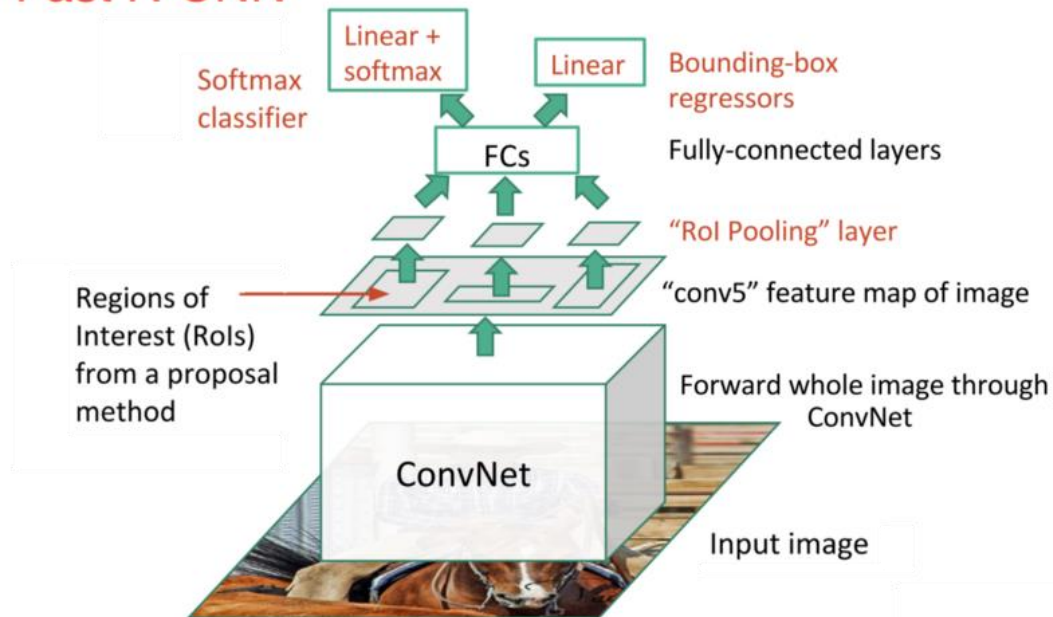 Linear +
softmax
Linear
Softmax
classifier
Bounding-box
regressors
FCs
Fully-connected layers
"RoI Pooling" layer
Regions of
Interest (RoIs)
from a proposal
method
"conv5" feature map of image
Forward whole image through
ConvNet
ConvNet
Input image